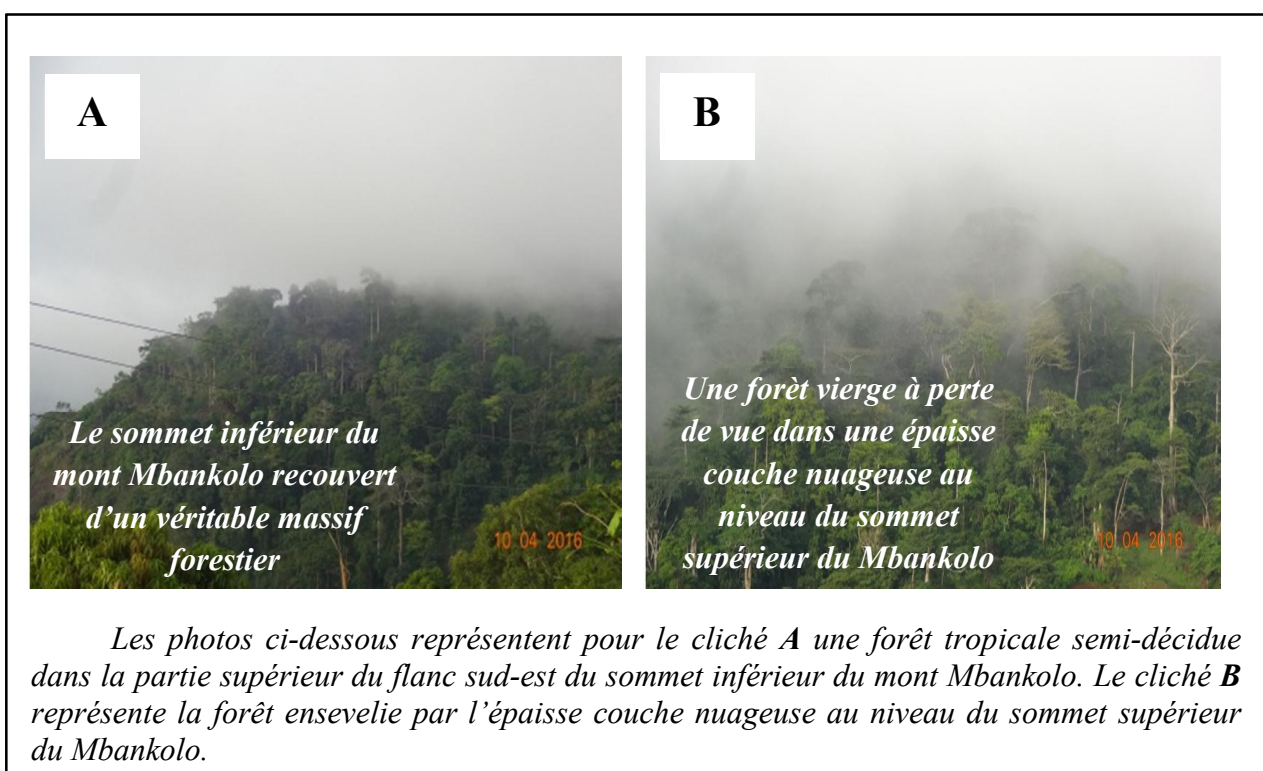 A
B
Le sommet inférieur du
mont Mbankolo recouvert
d'un véritable massif
forestier
10 04 2016
Une forèt vierge à perte
de vue dans une épaisse
couche nuageuse au
niveau du sommet
supérieur du Mbankolo
10 04 2016
Les photos ci-dessous représentent pour le cliché A une forêt tropicale semi-décidue
dans la partie supérieur du flanc sud-est du sommet inférieur du mont Mbankolo. Le cliché B
représente la forêt ensevelie par l'épaisse couche nuageuse au niveau du sommet supérieur
du Mbankolo.